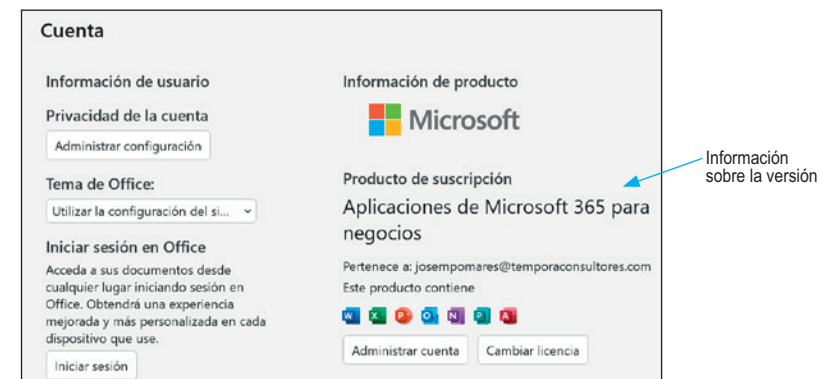 Cuenta
Información de usuario
Privacidad de la cuenta
Administrar configuración
Tema de Office:
Utilizar la configuración del si...
Iniciar sesión en Office
Acceda a sus documentos desde
cualquier lugar iniciando sesión en
Office. Obtendrá una experiencia
mejorada y más personalizada en cada
dispositivo que use.
Iniciar sesión
Información de producto
Microsoft
Producto de suscripción
Aplicaciones de Microsoft 365 para
negocios
Pertenece a: josempomares@temporaconsultores.com
Este producto contiene
W X P O N P A
Administrar cuenta
Cambiar licencia
Información
sobre la versión